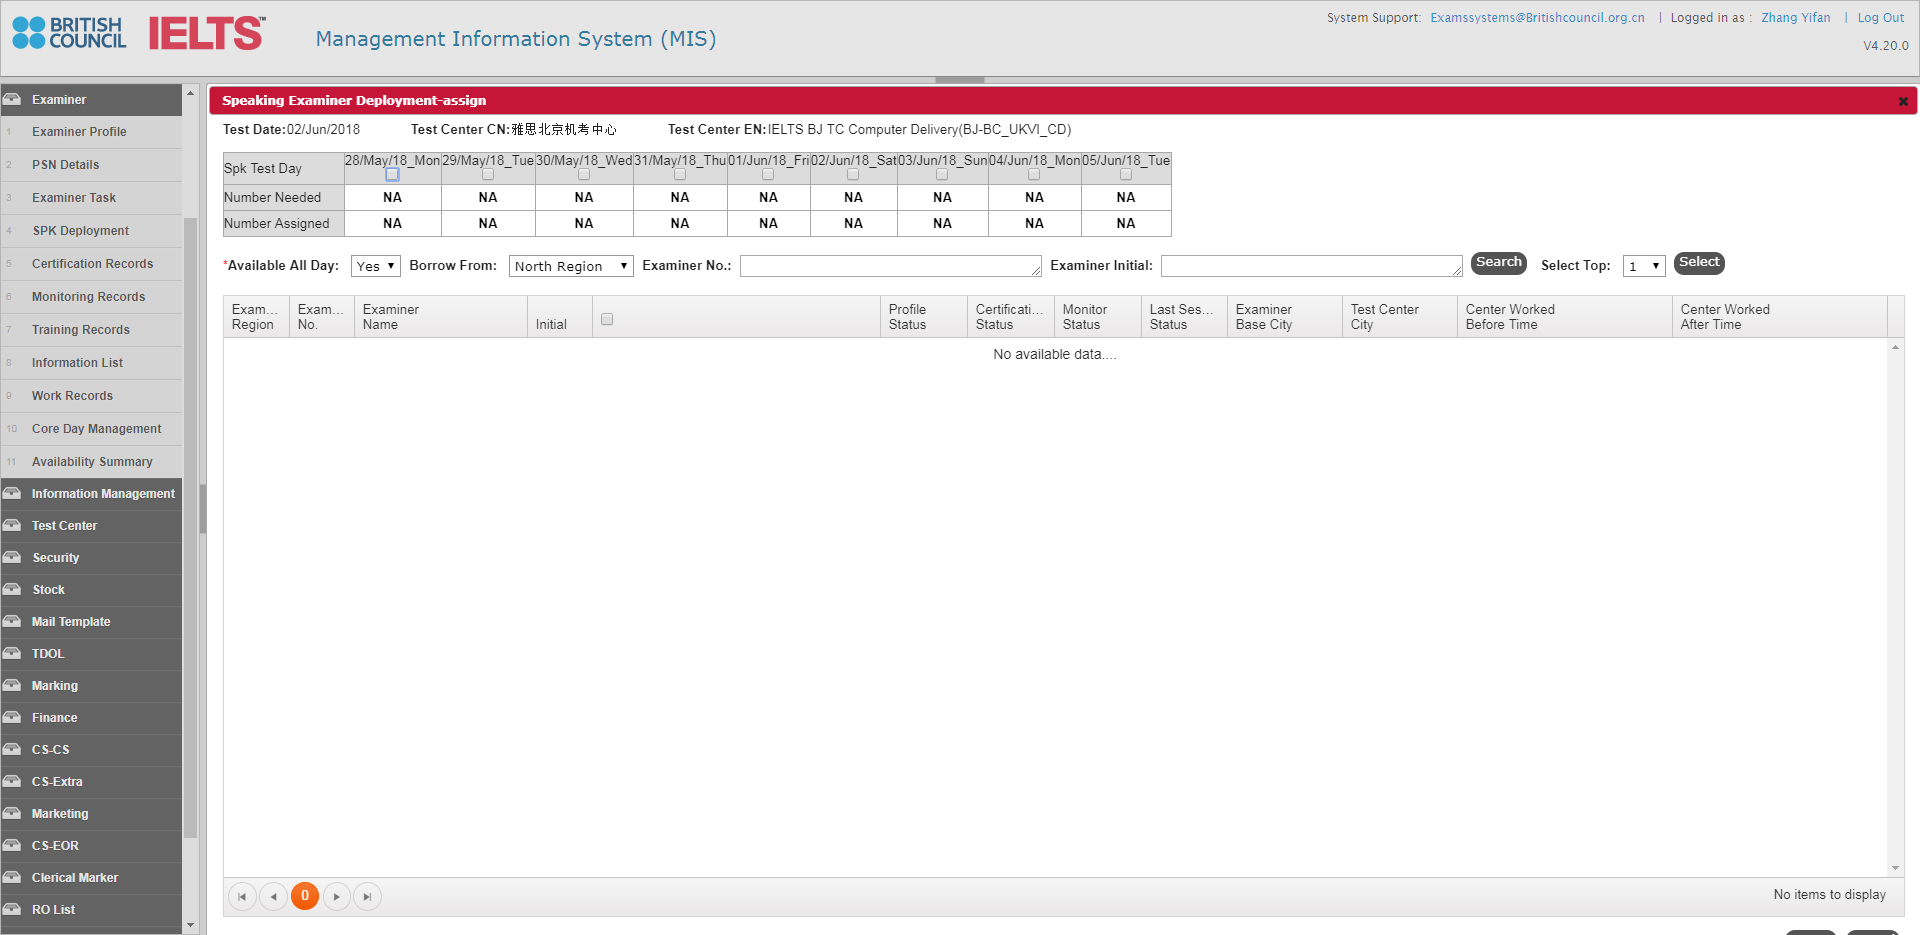 BRITISH COUNCIL
IELTS™
Management Information System (MIS)
System Support: Examssystems@Britishcouncil.org.cn | Logged in as : Zhang Yifan | Log Out
V4.20.0
Examiner
1 Examiner Profile
2 PSN Details
3 Examiner Task
4 SPK Deployment
5 Certification Records
6 Monitoring Records
7 Training Records
8 Information List
9 Work Records
10 Core Day Management
11 Availability Summary
Information Management
Test Center
Security
Stock
Mail Template
TDOL
Marking
Finance
CS-CS
CS-Extra
Marketing
CS-EOR
Clerical Marker
RO List
Speaking Examiner Deployment-assign
Test Date:02/Jun/2018 Test Center CN:雅思北京机考中心 Test Center EN:IELTS BJ TC Computer Delivery(BJ-BC_UKVI_CD)
Spk Test Day 28/May/18_Mon 29/May/18_Tue 30/May/18_Wed 31/May/18_Thu 01/Jun/18_Fri 02/Jun/18_Sat 03/Jun/18_Sun 04/Jun/18_Mon 05/Jun/18_Tue
Number Needed NA NA NA NA NA NA NA NA NA
Number Assigned NA NA NA NA NA NA NA NA NA
*Available All Day: Yes Borrow From: North Region Examiner No.: Examiner Initial: Search Select Top: 1 Select
Exam... Region Exam... No. Examiner Name Initial Profile Status Certificati... Status Monitor Status Last Ses... Status Examiner Base City Test Center City Center Worked Before Time Center Worked After Time
No available data....
0
No items to display